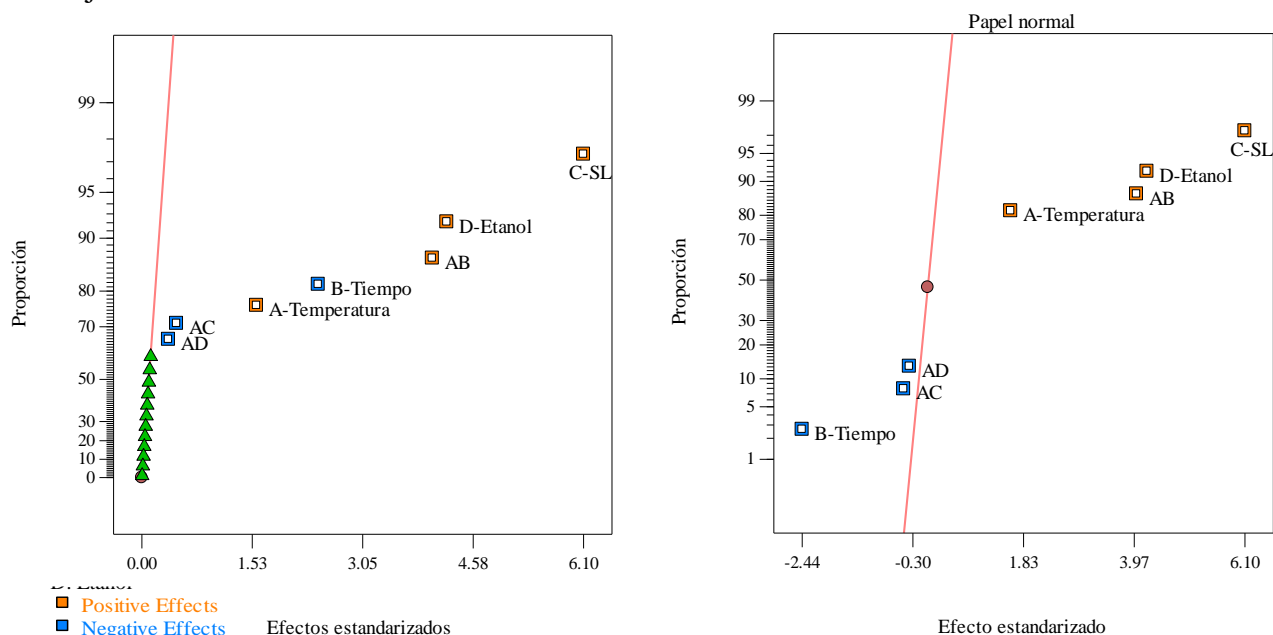 99
95
90
80
70
50
30
20
10
0
Proporción
C-SL
D-Etanol
AB
B-Tiempo
A-Temperatura
AC
AD
0.00 1.53 3.05 4.58 6.10
D: Etanol
Positive Effects
Negative Effects
Efectos estandarizados
Papel normal
99
95
90
80
70
50
30
20
10
5
1
Proporción
C-SL
D-Etanol
AB
A-Temperatura
AD
AC
B-Tiempo
-2.44 -0.30 1.83 3.97 6.10
Efecto estandarizado